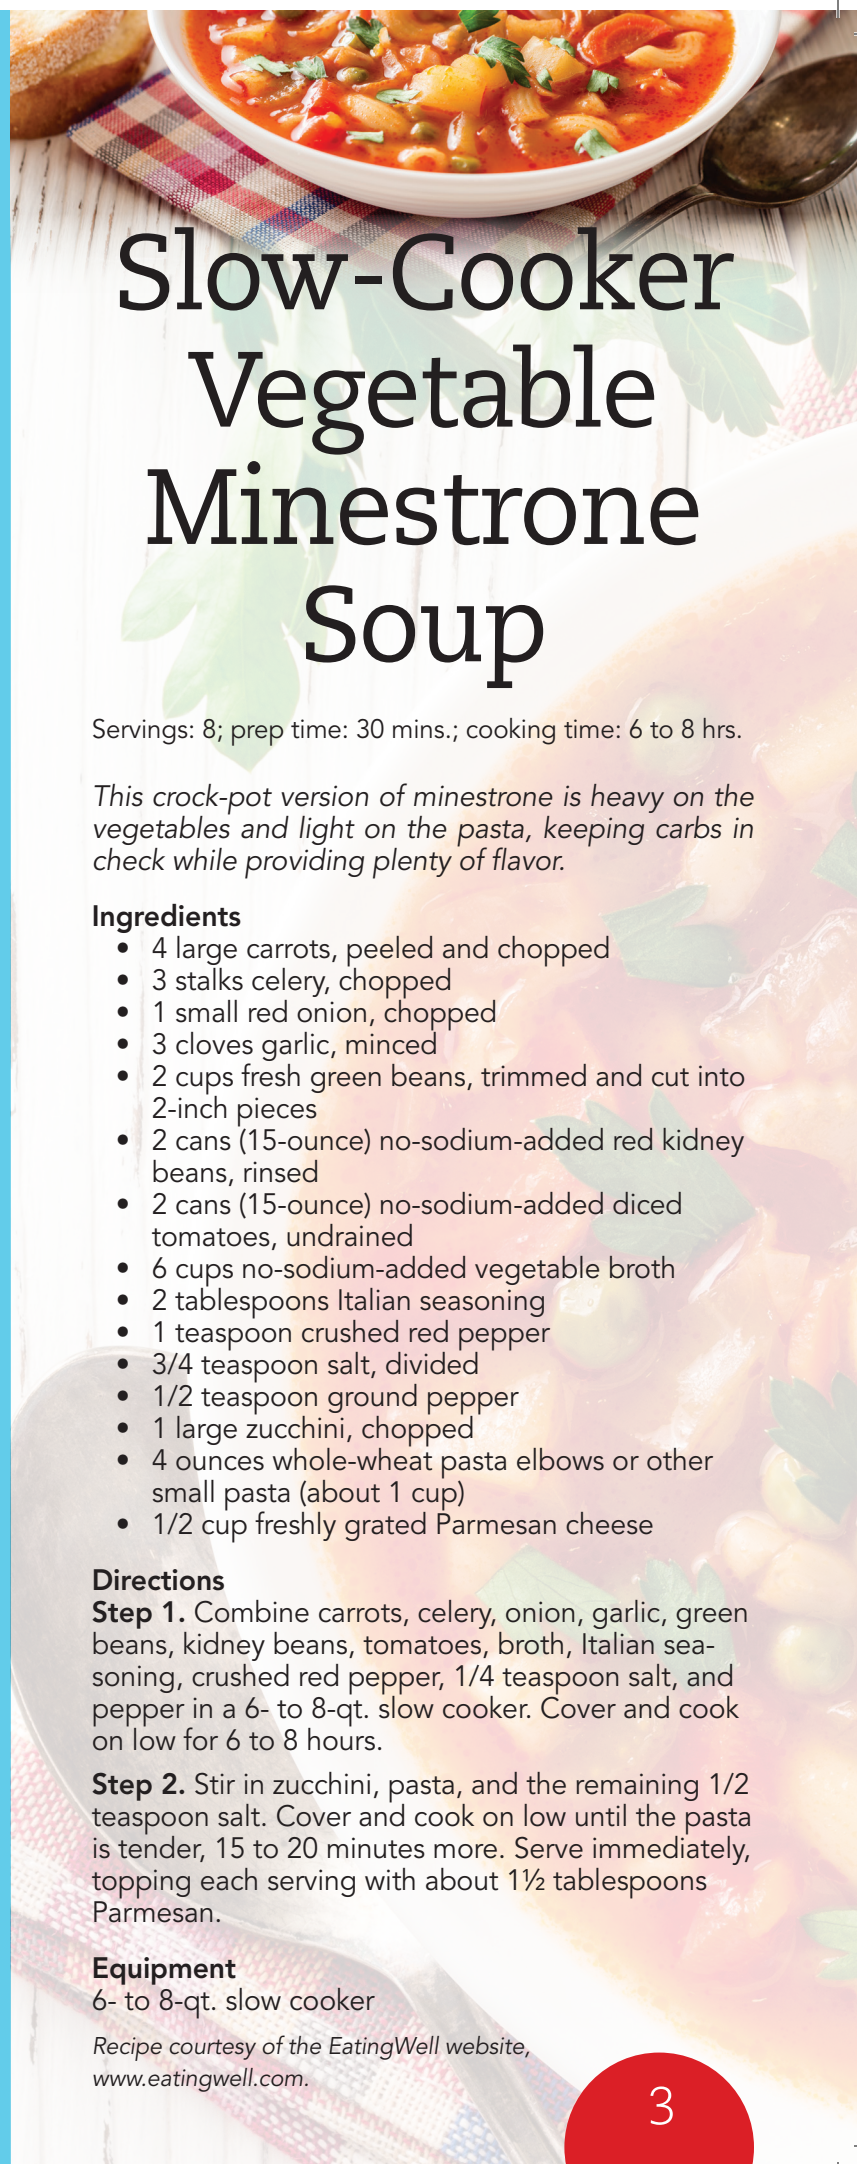 Slow-Cooker
Vegetable
Minestrone
Soup
Servings: 8; prep time: 30 mins.; cooking time: 6 to 8 hrs.
This crock-pot version of minestrone is heavy on the
vegetables and light on the pasta, keeping carbs in
check while providing plenty of flavor.
Ingredients
• 4 large carrots, peeled and chopped
• 3 stalks celery, chopped
• 1 small red onion, chopped
• 3 cloves garlic, minced
• 2 cups fresh green beans, trimmed and cut into
2-inch pieces
• 2 cans (15-ounce) no-sodium-added red kidney
beans, rinsed
• 2 cans (15-ounce) no-sodium-added diced
tomatoes, undrained
• 6 cups no-sodium-added vegetable broth
• 2 tablespoons Italian seasoning
• 1 teaspoon crushed red pepper
• 3/4 teaspoon salt, divided
• 1/2 teaspoon ground pepper
• 1 large zucchini, chopped
• 4 ounces whole-wheat pasta elbows or other
small pasta (about 1 cup)
• 1/2 cup freshly grated Parmesan cheese
Directions
Step 1. Combine carrots, celery, onion, garlic, green
beans, kidney beans, tomatoes, broth, Italian sea-
soning, crushed red pepper, 1/4 teaspoon salt, and
pepper in a 6- to 8-qt. slow cooker. Cover and cook
on low for 6 to 8 hours.
Step 2. Stir in zucchini, pasta, and the remaining 1/2
teaspoon salt. Cover and cook on low until the pasta
is tender, 15 to 20 minutes more. Serve immediately,
topping each serving with about 1½ tablespoons
Parmesan.
Equipment
6- to 8-qt. slow cooker
Recipe courtesy of the EatingWell website,
www.eatingwell.com.
3